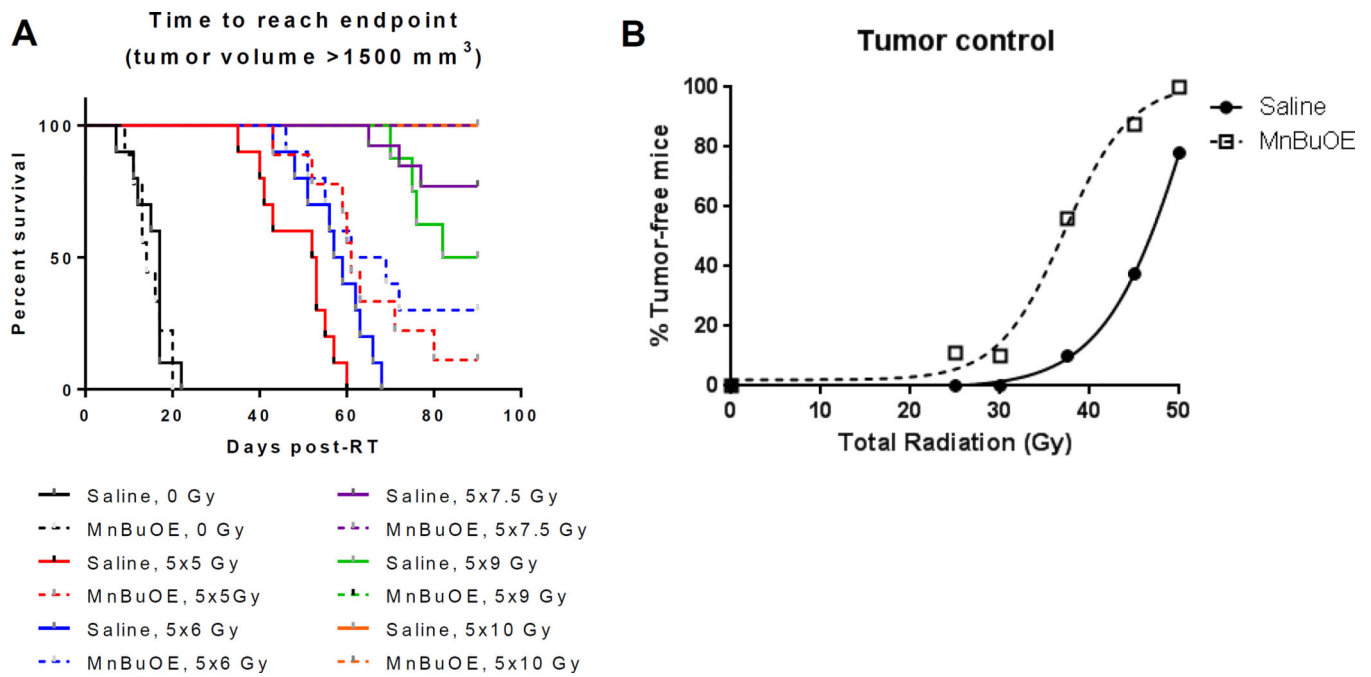 A
Time to reach endpoint
(tumor volume >1500 mm³)
Percent survival
100
50
0
0 20 40 60 80 100
Days post-RT
Saline, 0 Gy
MnBuOE, 0 Gy
Saline, 5x5 Gy
MnBuOE, 5x5Gy
Saline, 5x6 Gy
MnBuOE, 5x6 Gy
Saline, 5x7.5 Gy
MnBuOE, 5x7.5 Gy
Saline, 5x9 Gy
MnBuOE, 5x9 Gy
Saline, 5x10 Gy
MnBuOE, 5x10 Gy
B
Tumor control
% Tumor-free mice
100
80
60
40
20
0
0 10 20 30 40 50
Total Radiation (Gy)
Saline
MnBuOE